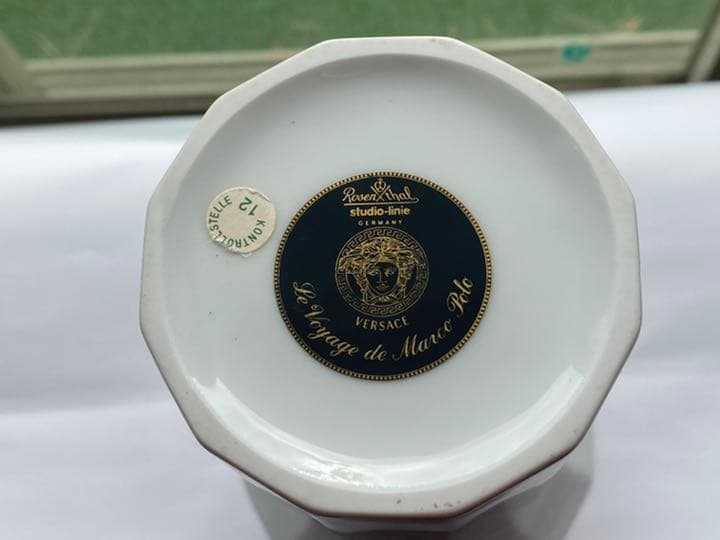 Rosenthal
studio-linie
GERMANY
VERSACE
Le Voyage de Marco Polo
KONTROLLSTELLE
12